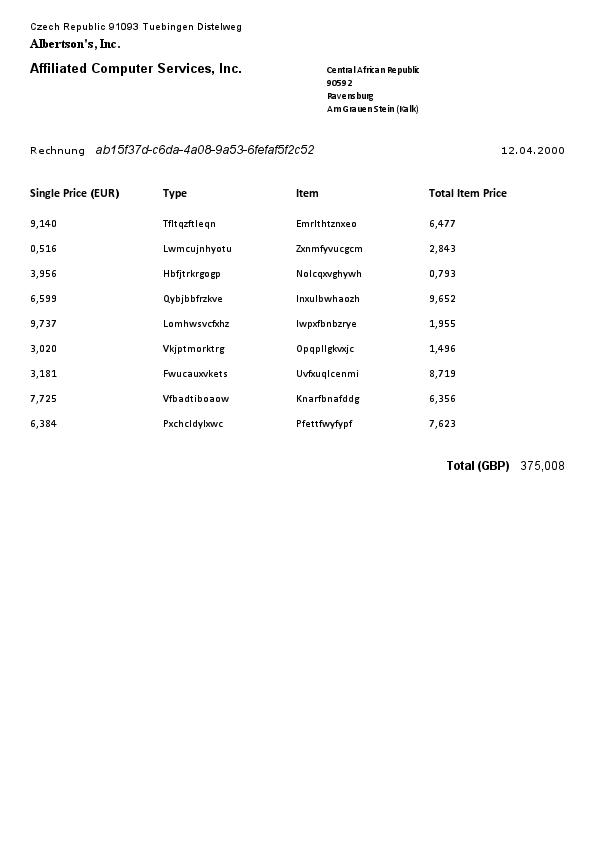 Czech Republic 91093 Tuebingen Distelweg
Albertson's, Inc.
Affiliated Computer Services, Inc.
Central African Republic
90592
Ravensburg
Am Grauen Stein (Kalk)
Rechnung ab15f37d-c6da-4a08-9a53-6fefaf5f2c52 12.04.2000
Single Price (EUR) Type Item Total Item Price
9,140 Tfltqzftleqn Emrlthtznxeo 6,477
0,516 Lwmcujnhyotu Zxnmfyvucgcm 2,843
3,956 Hbfjtrkrgogp Nolcqxvghywh 0,793
6,599 Qybjbbfrzkve Inxulbwhaozh 9,652
9,737 Lomhwsvcfxhz Iwpxfbnbzrye 1,955
3,020 Vkjptmorktrg Opqpllgkvxjc 1,496
3,181 Fwucauxvkets Uvfxuqlcenmi 8,719
7,725 Vfbadtiboaow Knarfbnafddg 6,356
6,384 Pxchcldylxwc Pfettfwyfypf 7,623
Total (GBP) 375,008